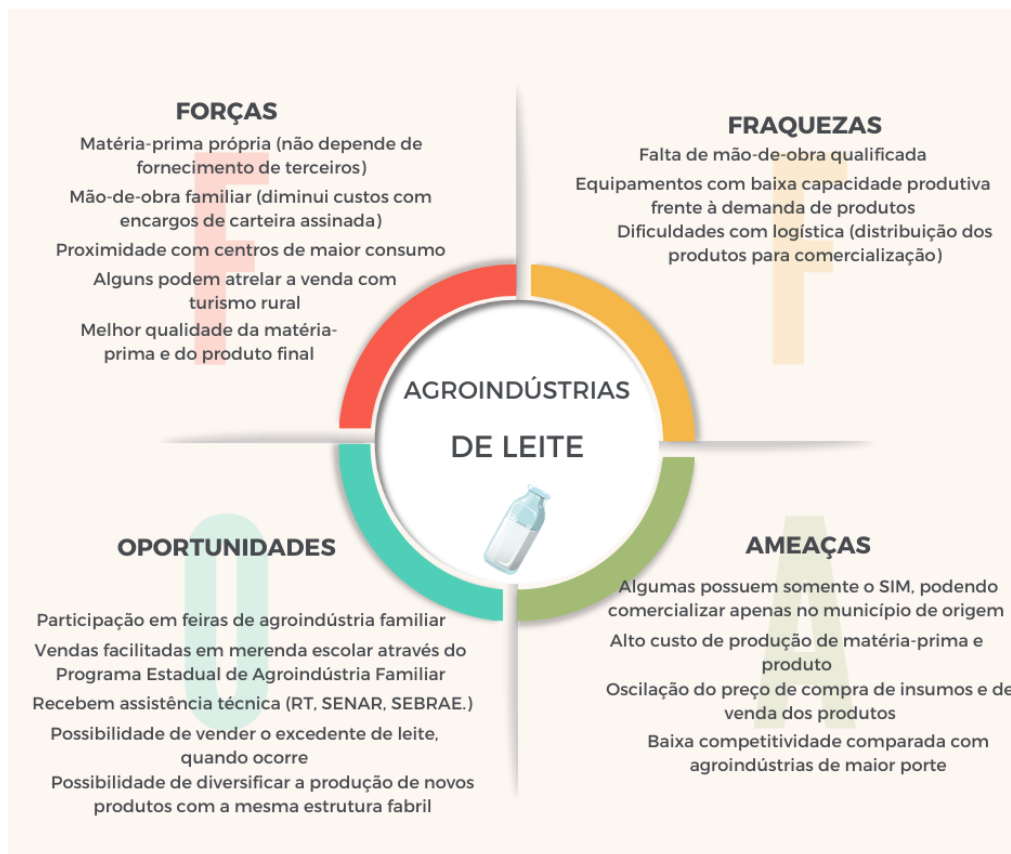 FORÇAS
Matéria-prima própria (não depende de
fornecimento de terceiros)
Mão-de-obra familiar (diminui custos com
encargos de carteira assinada)
Proximidade com centros de maior consumo
Alguns podem atrelar a venda com
turismo rural
Melhor qualidade da matéria-
prima e do produto final
F
FRAQUEZAS
Falta de mão-de-obra qualificada
Equipamentos com baixa capacidade produtiva
frente à demanda de produtos
Dificuldades com logística (distribuição dos
produtos para comercialização)
F
AGROINDÚSTRIAS
DE LEITE
OPORTUNIDADES
Participação em feiras de agroindústria familiar
Vendas facilitadas em merenda escolar através do
Programa Estadual de Agroindústria Familiar
Recebem assistência técnica (RT, SENAR, SEBRAE.)
Possibilidade de vender o excedente de leite,
quando ocorre
Possibilidade de diversificar a produção de novos
produtos com a mesma estrutura fabril
O
AMEAÇAS
Algumas possuem somente o SIM, podendo
comercializar apenas no município de origem
Alto custo de produção de matéria-prima e
produto
Oscilação do preço de compra de insumos e de
venda dos produtos
Baixa competitividade comparada com
agroindústrias de maior porte
A